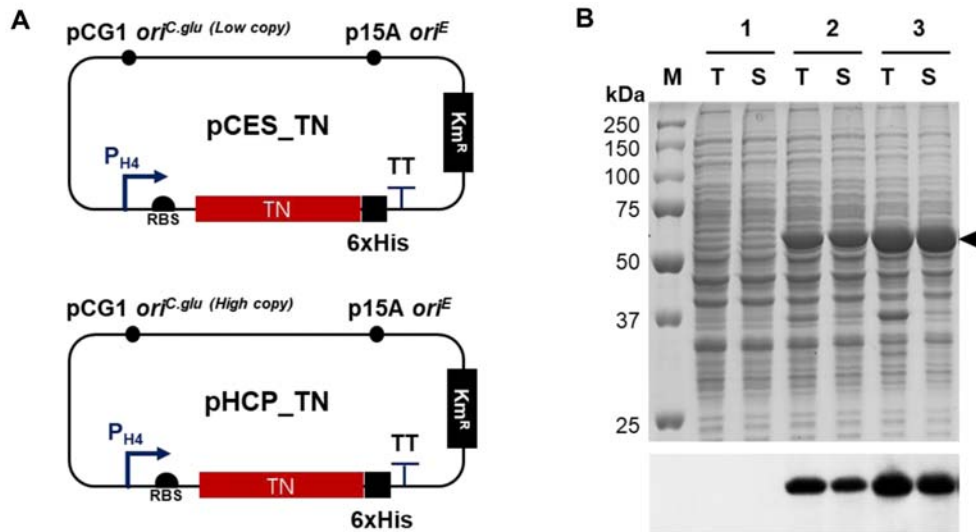 A
pCG1 ori^C.glu (Low copy)
p15A ori^E
pCES_TN
Km^R
P_H4
TT
RBS
TN
6xHis
pCG1 ori^C.glu (High copy)
p15A ori^E
pHCP_TN
Km^R
P_H4
TT
RBS
TN
6xHis
B
1 2 3
M T S T S T S
kDa
250
150
100
75
50
37
25